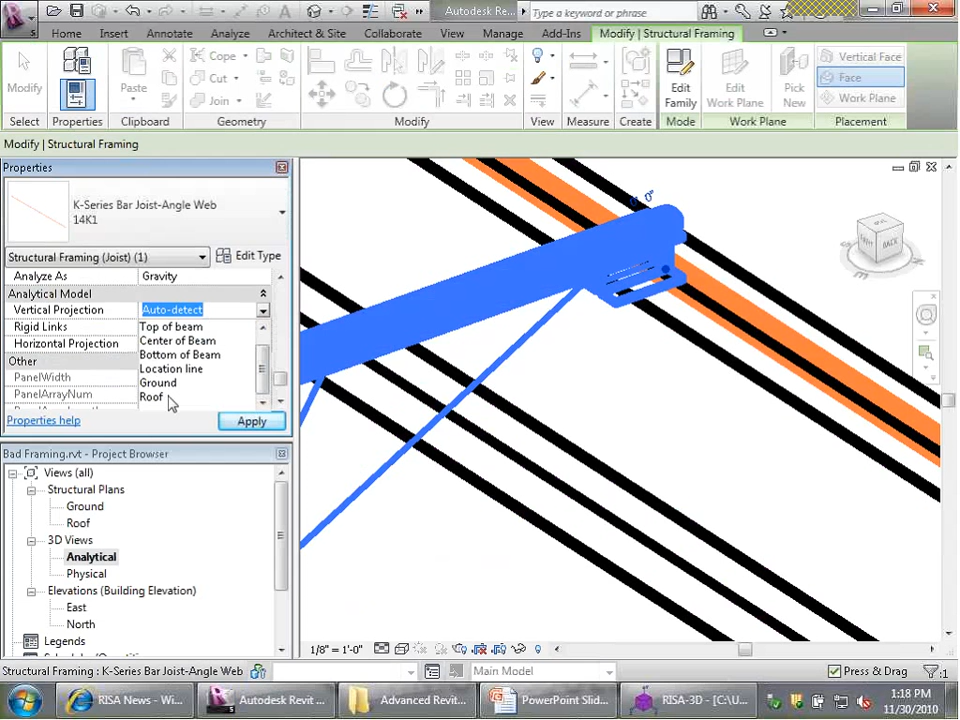 Autodesk Re...
Type a keyword or phrase
Home Insert Annotate Analyze Architect & Site Collaborate View Manage Add-Ins Modify | Structural Framing
Modify
Paste
Cope
Cut
Join
Edit Family
Edit Work Plane
Pick New
Vertical Face
Face
Work Plane
Select Properties Clipboard Geometry Modify View Measure Create Mode Work Plane Placement
Modify | Structural Framing
Properties
K-Series Bar Joist-Angle Web
14K1
Structural Framing (Joist) (1) Edit Type
Analyze As Gravity
Analytical Model
Vertical Projection Auto-detect
Rigid Links Top of beam
Center of Beam
Horizontal Projection Bottom of Beam
Other Location line
PanelWidth Ground
PanelArrayNum Roof
Properties help Apply
Bad Framing.rvt - Project Browser
Views (all)
Structural Plans
Ground
Roof
3D Views
Analytical
Physical
Elevations (Building Elevation)
East
North
Legends
BACK
1/8" = 1'-0"
Structural Framing : K-Series Bar Joist-Angle Web Main Model Press & Drag :1
RISA News - Wi... Autodesk Revit ... Advanced Revit... PowerPoint Slid... RISA-3D - [C:\U... 1:18 PM
11/30/2010